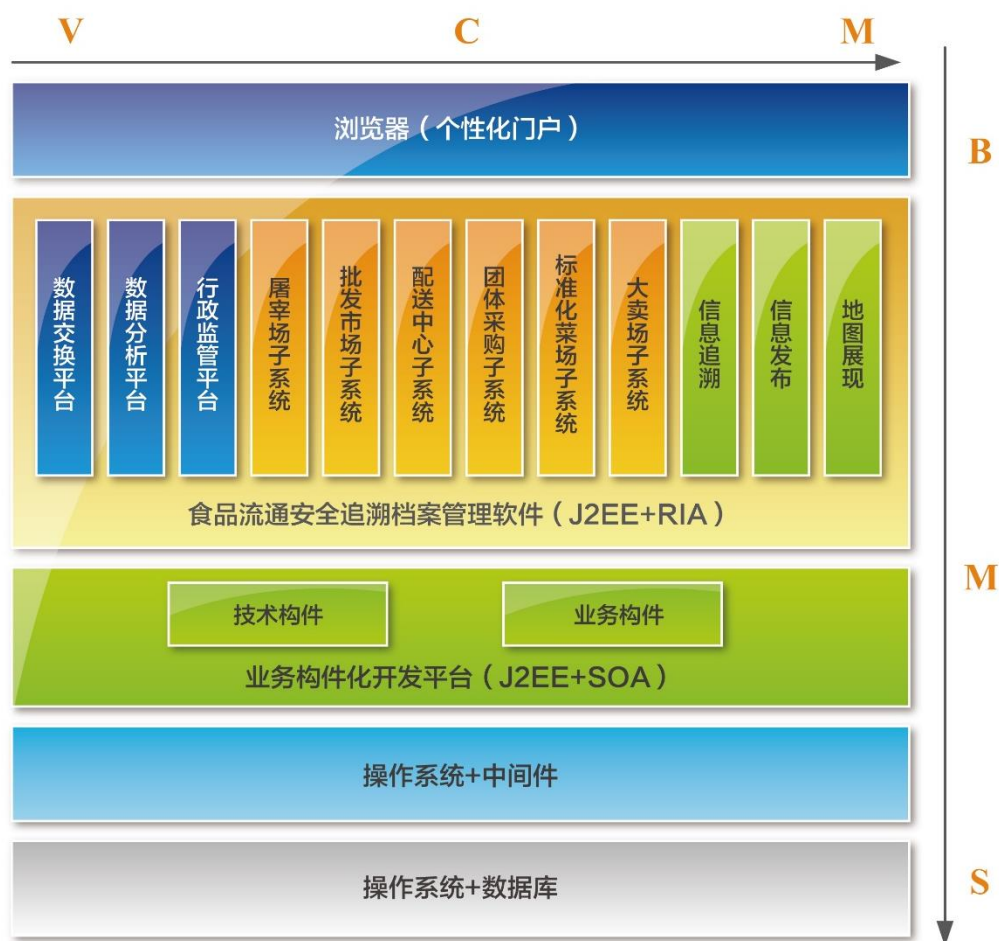 V
C
M
浏览器（个性化门户）
B
数据交换平台
数据分析平台
行政监管平台
屠宰场子系统
批发市场子系统
配送中心子系统
团体采购子系统
标准化菜场子系统
大卖场子系统
信息追溯
信息发布
地图展现
食品流通安全追溯档案管理软件（J2EE+RIA）
M
技术构件
业务构件
业务构件化开发平台（J2EE+SOA）
操作系统+中间件
操作系统+数据库
S